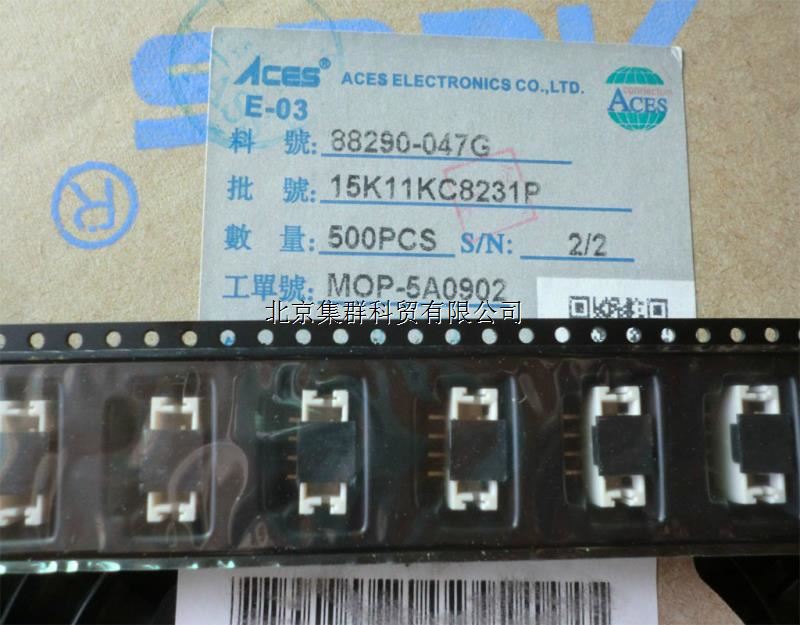 ACES® ACES ELECTRONICS CO.,LTD.
connectors
ACES
E-03
料 號: 88290-047G
批 號: 15K11KC8231P
數 量: 500PCS S/N: 2/2
工單號: MOP-5A0902
北京集群科贸有限公司
®